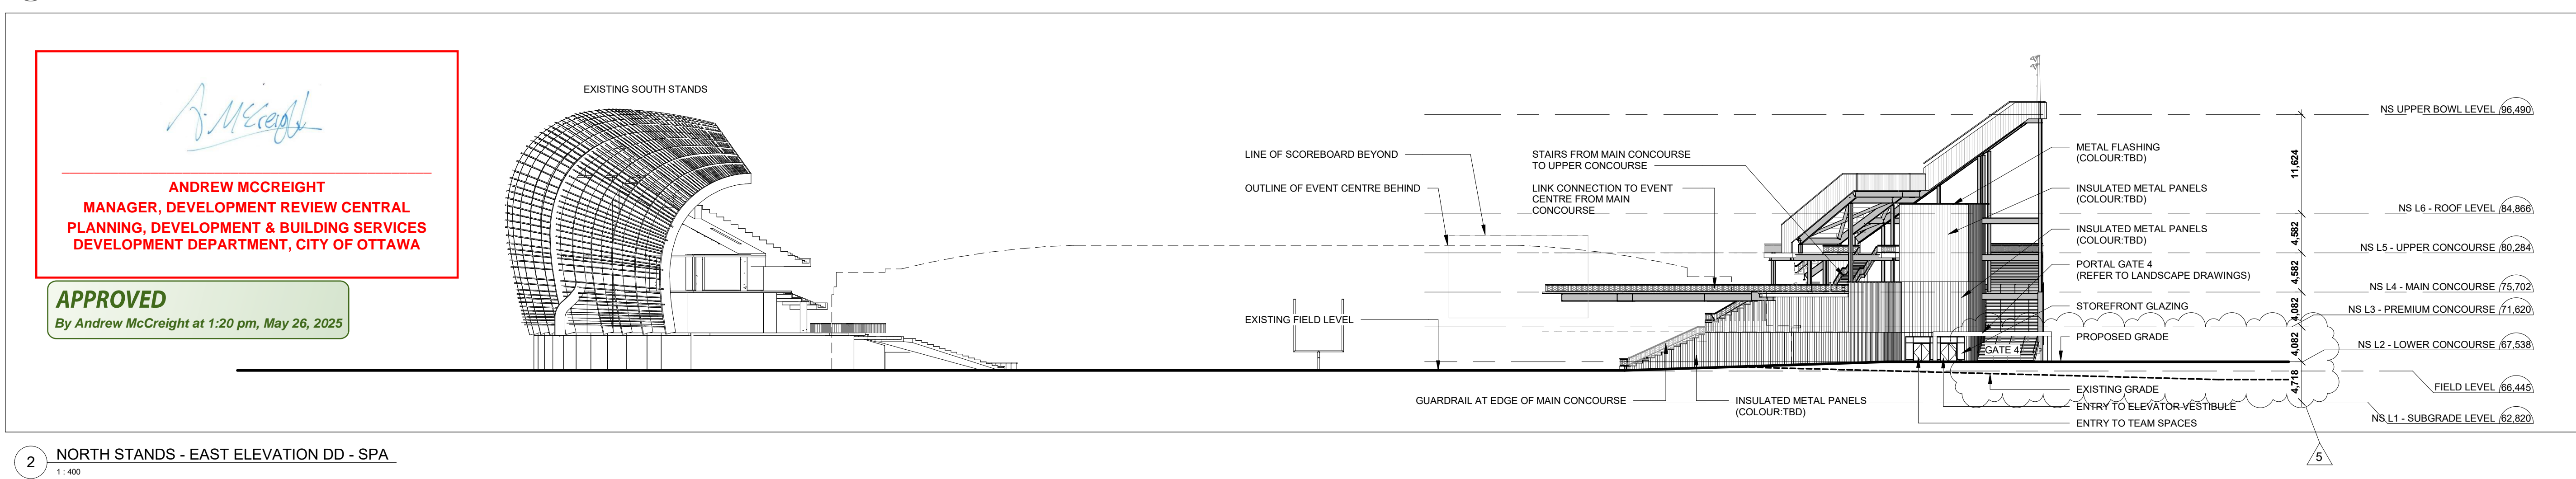 A. McCreight
ANDREW MCCREIGHT
MANAGER, DEVELOPMENT REVIEW CENTRAL
PLANNING, DEVELOPMENT & BUILDING SERVICES
DEVELOPMENT DEPARTMENT, CITY OF OTTAWA
APPROVED
By Andrew McCreight at 1:20 pm, May 26, 2025
EXISTING SOUTH STANDS
LINE OF SCOREBOARD BEYOND
OUTLINE OF EVENT CENTRE BEHIND
EXISTING FIELD LEVEL
STAIRS FROM MAIN CONCOURSE
TO UPPER CONCOURSE
LINK CONNECTION TO EVENT
CENTRE FROM MAIN
CONCOURSE
GUARDRAIL AT EDGE OF MAIN CONCOURSE
INSULATED METAL PANELS
(COLOUR:TBD)
GATE 4
METAL FLASHING
(COLOUR:TBD)
INSULATED METAL PANELS
(COLOUR:TBD)
INSULATED METAL PANELS
(COLOUR:TBD)
PORTAL GATE 4
(REFER TO LANDSCAPE DRAWINGS)
STOREFRONT GLAZING
PROPOSED GRADE
EXISTING GRADE
ENTRY TO ELEVATOR VESTIBULE
ENTRY TO TEAM SPACES
11,624
4,582
4,582
4,082
4,082
4,718
NS UPPER BOWL LEVEL 96,490
NS L6 - ROOF LEVEL 84,866
NS L5 - UPPER CONCOURSE 80,284
NS L4 - MAIN CONCOURSE 75,702
NS L3 - PREMIUM CONCOURSE 71,620
NS L2 - LOWER CONCOURSE 67,538
FIELD LEVEL 66,445
NS L1 - SUBGRADE LEVEL 62,820
5
2 NORTH STANDS - EAST ELEVATION DD - SPA
1 : 400